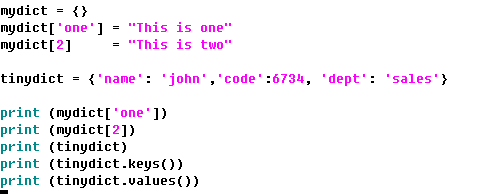 mydict = {}
mydict['one'] = "This is one"
mydict[2]     = "This is two"
tinydict = {'name': 'john','code':6734, 'dept': 'sales'}
print (mydict['one'])
print (mydict[2])
print (tinydict)
print (tinydict.keys())
print (tinydict.values())